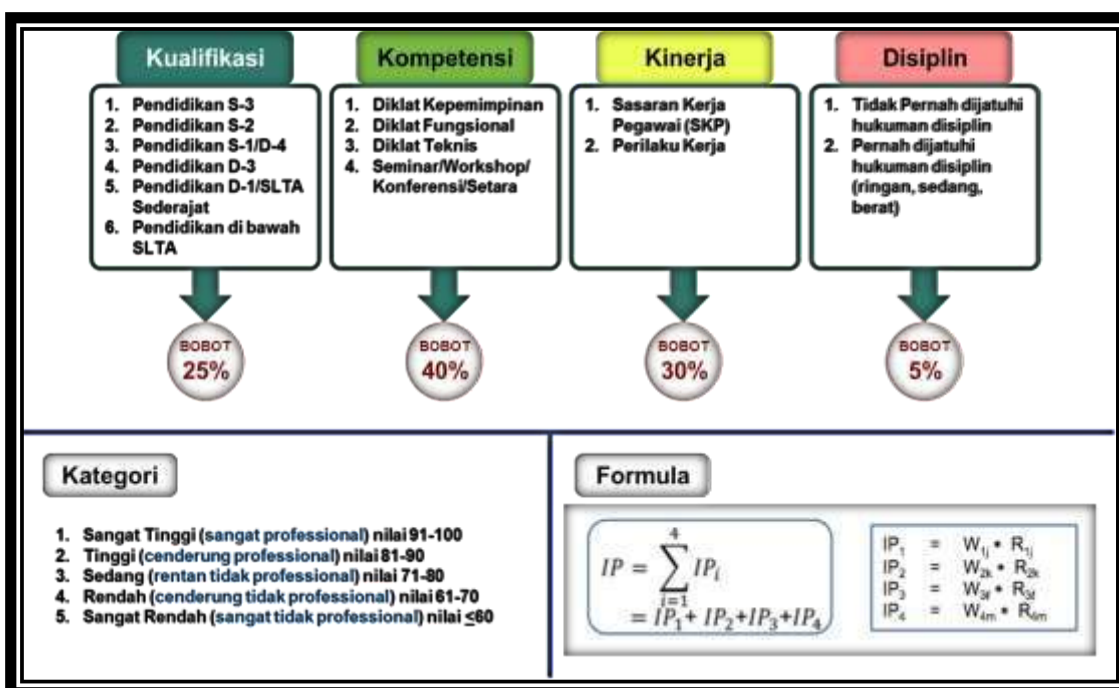 Kualifikasi
1. Pendidikan S-3
2. Pendidikan S-2
3. Pendidikan S-1/D-4
4. Pendidikan D-3
5. Pendidikan D-1/SLTA
Sederajat
6. Pendidikan di bawah
SLTA
BOBOT
25%
Kompetensi
1. Diklat Kepemimpinan
2. Diklat Fungsional
3. Diklat Teknis
4. Seminar/Workshop/
Konferensi/Setara
BOBOT
40%
Kinerja
1. Sasaran Kerja
Pegawai (SKP)
2. Perilaku Kerja
BOBOT
30%
Disiplin
1. Tidak Pernah dijatuhi
hukuman disiplin
2. Pernah dijatuhi
hukuman disiplin
(ringan, sedang,
berat)
BOBOT
5%
Kategori
1. Sangat Tinggi (sangat professional) nilai 91-100
2. Tinggi (cenderung professional) nilai 81-90
3. Sedang (rentan tidak professional) nilai 71-80
4. Rendah (cenderung tidak professional) nilai 61-70
5. Sangat Rendah (sangat tidak professional) nilai ≤60
Formula
4
IP = ∑ IPᵢ
i=1
= IP₁+ IP₂+IP₃+IP₄
IP₁ = W₁ⱼ • R₁ⱼ
IP₂ = W₂ₖ • R₂ₖ
IP₃ = W₃ₗ • R₃ₗ
IP₄ = W₄ₘ • R₄ₘ